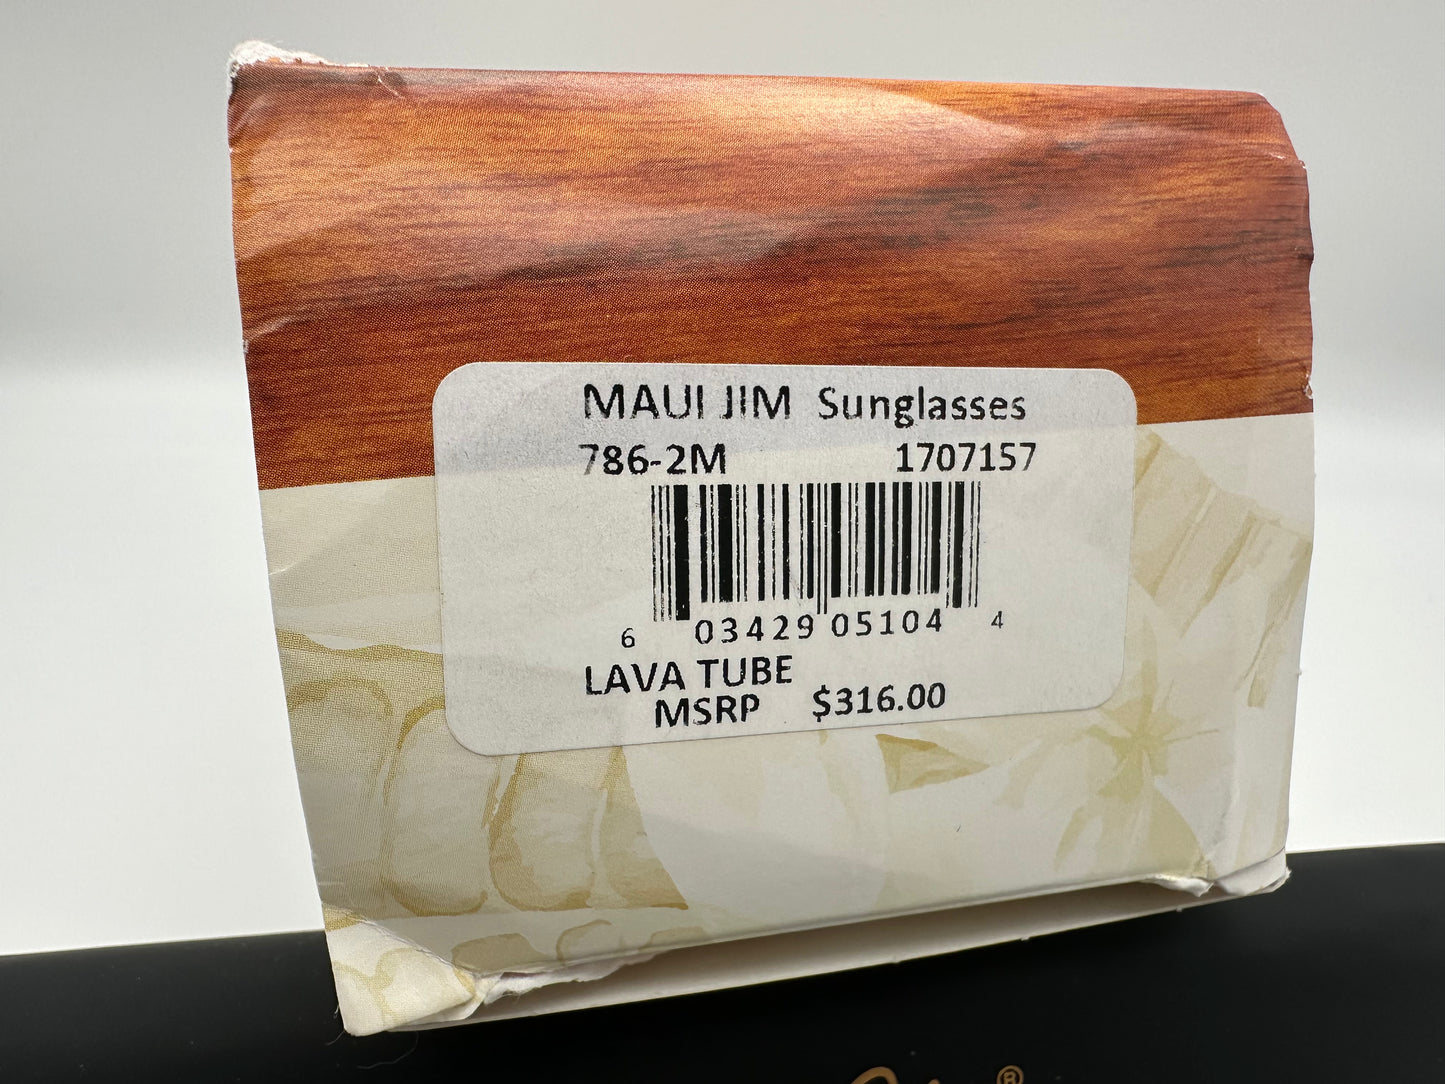 MAUI JIM Sunglasses
786-2M 1707157
6 03429 05104 4
LAVA TUBE
MSRP $316.00
®